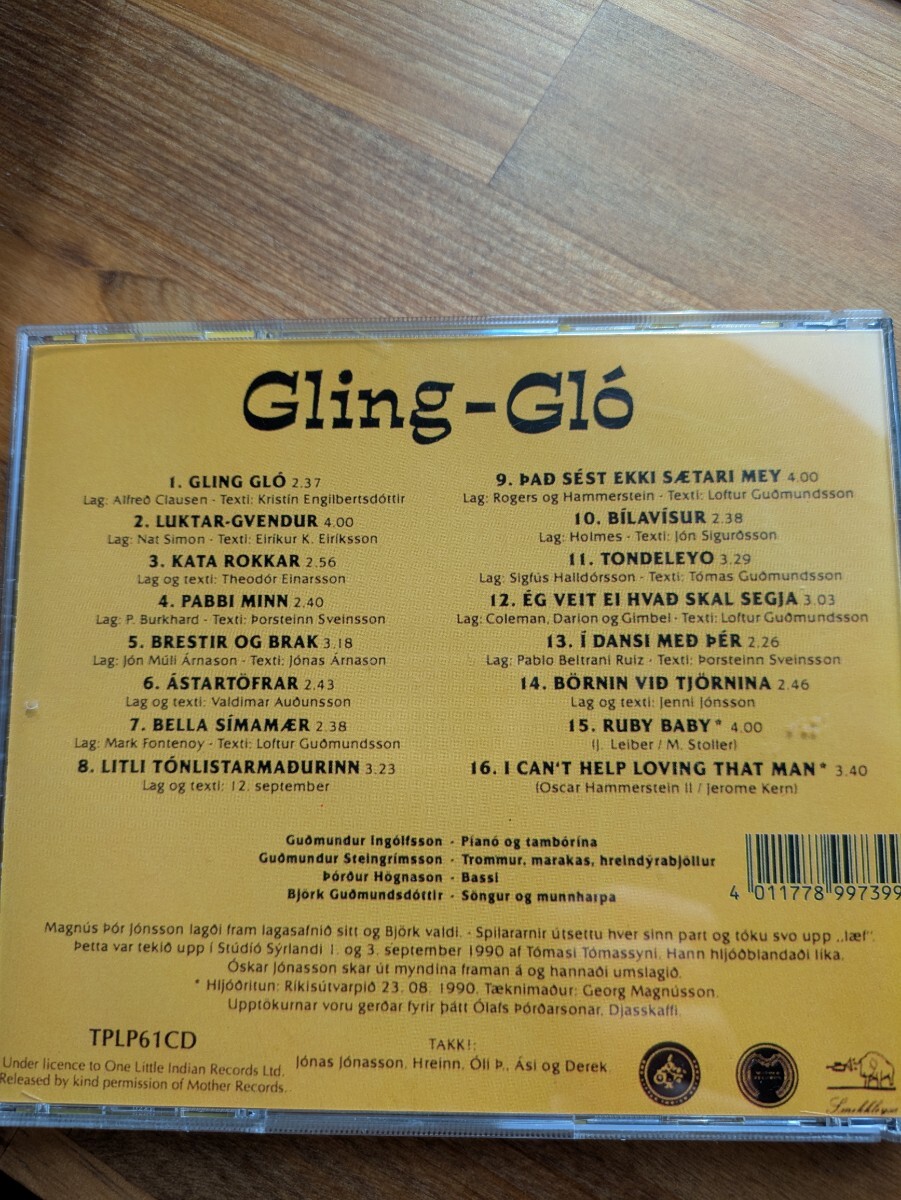 Gling-Gló
1. GLING GLÓ 2.37
Lag: Alfreð Clausen - Texti: Kristín Engilbertsdóttir
2. LUKTAR-GVENDUR 4.00
Lag: Nat Simon - Texti: Eiríkur K. Eiríksson
3. KATA ROKKAR 2.56
Lag og texti: Theodór Einarsson
4. PABBI MINN 2.40
Lag: P. Burkhard - Texti: Þorsteinn Sveinsson
5. BRESTIR OG BRAK 3.18
Lag: Jón Múli Árnason - Texti: Jónas Árnason
6. ÁSTARTÖFRAR 2.43
Lag og texti: Valdimar Auðunsson
7. BELLA SÍMAMÆR 2.38
Lag: Mark Fontenoy - Texti: Loftur Guðmundsson
8. LITLI TÓNLISTARMAÐURINN 3.23
Lag og texti: 12. september
9. ÞAÐ SÉST EKKI SÆTARI MEY 4.00
Lag: Rogers og Hammerstein - Texti: Loftur Guðmundsson
10. BÍLAVÍSUR 2.38
Lag: Holmes - Texti: Jón Sigurðsson
11. TONDELEYO 3.29
Lag: Sigfús Halldórsson - Texti: Tómas Guðmundsson
12. ÉG VEIT EI HVAÐ SKAL SEGJA 3.03
Lag: Coleman, Darion og Gimbel - Texti: Loftur Guðmundsson
13. Í DANSI MEÐ ÞÉR 2.26
Lag: Pablo Beltrani Ruiz - Texti: Þorsteinn Sveinsson
14. BÖRNIN VIÐ TJÖRNINA 2.46
Lag og texti: Jenni Jónsson
15. RUBY BABY* 4.00
(J. Leiber / M. Stoller)
16. I CAN'T HELP LOVING THAT MAN* 3.40
(Oscar Hammerstein II / Jerome Kern)
Guðmundur Ingólfsson - Píanó og tambórína
Guðmundur Steingrímsson - Trommur, marakas, hreindýrabjöllur
Þórður Högnason - Bassi
Björk Guðmundsdóttir - Söngur og munnharpa
4 011778 997399
Magnús Þór Jónsson lagði fram lagasafnið sitt og Björk valdi. - Spilararnir útsettu hver sinn part og tóku svo upp „læf".
Þetta var tekið upp í Stúdíó Sýrlandi 1. og 3. september 1990 af Tómasi Tómassyni. Hann hljóðblandaði líka.
Óskar Jónasson skar út myndina framan á og hannaði umslagið.
* Hljóðritun: Ríkisútvarpið 23. 08. 1990. Tæknimaður: Georg Magnússon.
Upptökurnar voru gerðar fyrir þátt Ólafs Þórðarsonar, Djasskaffi.
TPLP61CD
Under licence to One Little Indian Records Ltd.
Released by kind permission of Mother Records.
TAKK!:
Jónas Jónasson, Hreinn, Óli Þ., Ási og Derek.